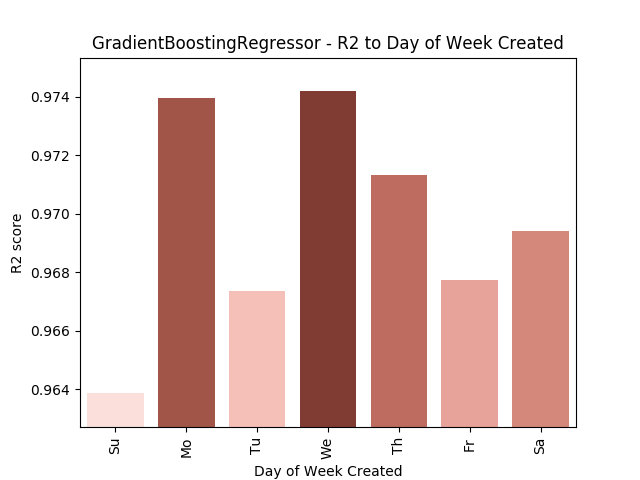 GradientBoostingRegressor - R2 to Day of Week Created
0.974
0.972
0.970
0.968
0.966
0.964
R2 score
Su
Mo
Tu
We
Th
Fr
Sa
Day of Week Created